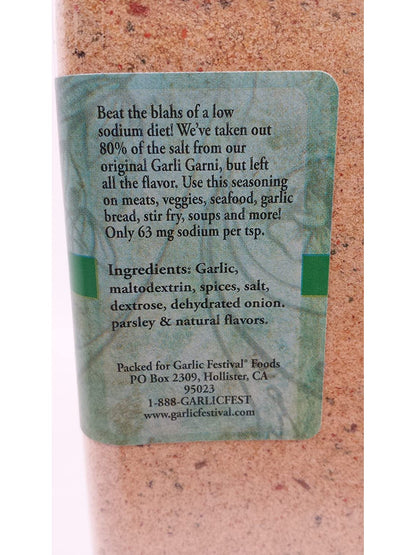 Beat the blahs of a low
sodium diet! We've taken out
80% of the salt from our
original Garli Garni, but left
all the flavor. Use this seasoning
on meats, veggies, seafood, garlic
bread, stir fry, soups and more!
Only 63 mg sodium per tsp.
Ingredients: Garlic,
maltodextrin, spices, salt,
dextrose, dehydrated onion.
parsley & natural flavors.
Packed for Garlic Festival® Foods
PO Box 2309, Hollister, CA
95023
1-888-GARLICFEST
www.garlicfestival.com